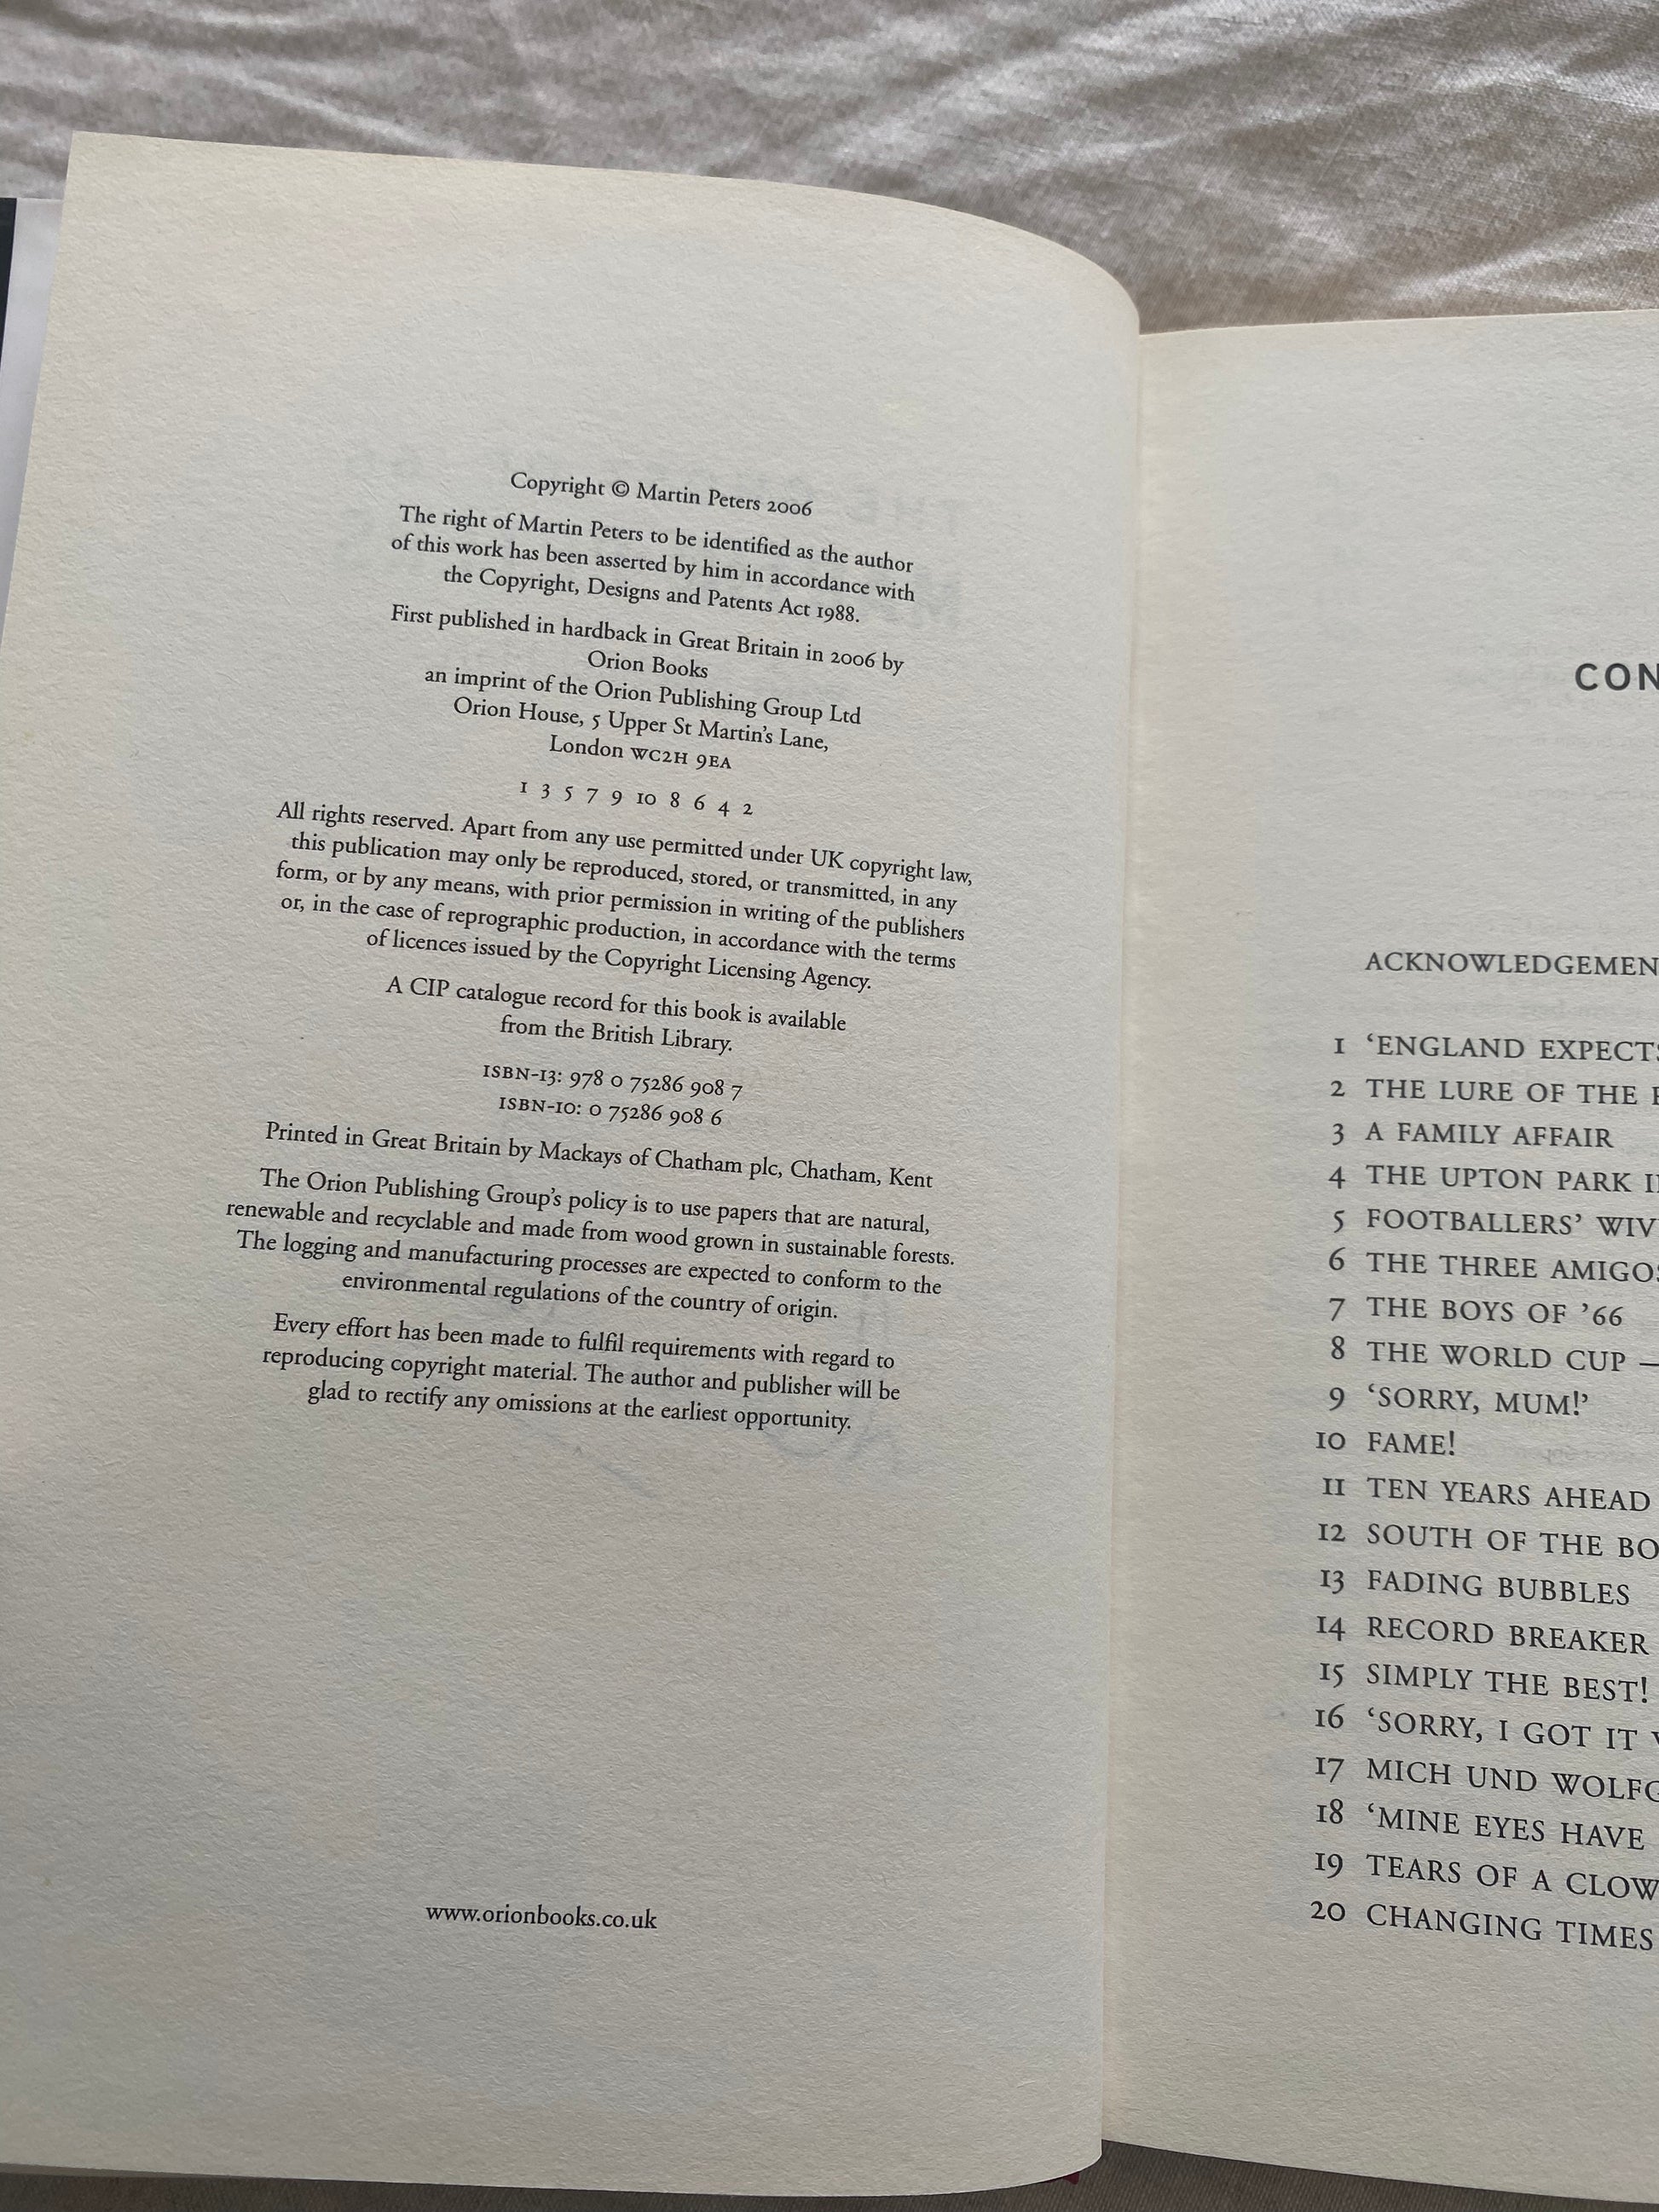 Copyright © Martin Peters 2006
The right of Martin Peters to be identified as the author
of this work has been asserted by him in accordance with
the Copyright, Designs and Patents Act 1988.
First published in hardback in Great Britain in 2006 by
Orion Books
an imprint of the Orion Publishing Group Ltd
Orion House, 5 Upper St Martin's Lane,
London WC2H 9EA
1 3 5 7 9 10 8 6 4 2
All rights reserved. Apart from any use permitted under UK copyright law,
this publication may only be reproduced, stored, or transmitted, in any
form, or by any means, with prior permission in writing of the publishers
or, in the case of reprographic production, in accordance with the terms
of licences issued by the Copyright Licensing Agency.
A CIP catalogue record for this book is available
from the British Library.
ISBN-13: 978 0 75286 908 7
ISBN-10: 0 75286 908 6
Printed in Great Britain by Mackays of Chatham plc, Chatham, Kent
The Orion Publishing Group's policy is to use papers that are natural,
renewable and recyclable and made from wood grown in sustainable forests.
The logging and manufacturing processes are expected to conform to the
environmental regulations of the country of origin.
Every effort has been made to fulfil requirements with regard to
reproducing copyright material. The author and publisher will be
glad to rectify any omissions at the earliest opportunity.
www.orionbooks.co.uk
CON
ACKNOWLEDGEMEN
1 ‘ENGLAND EXPECTS
2 THE LURE OF THE
3 A FAMILY AFFAIR
4 THE UPTON PARK
5 FOOTBALLERS’ WIV
6 THE THREE AMIGOS
7 THE BOYS OF ’66
8 THE WORLD CUP —
9 ‘SORRY, MUM!’
10 FAME!
11 TEN YEARS AHEAD
12 SOUTH OF THE BO
13 FADING BUBBLES
14 RECORD BREAKER
15 SIMPLY THE BEST!
16 ‘SORRY, I GOT IT
17 MICH UND WOLFG
18 ‘MINE EYES HAVE
19 TEARS OF A CLOW
20 CHANGING TIMES